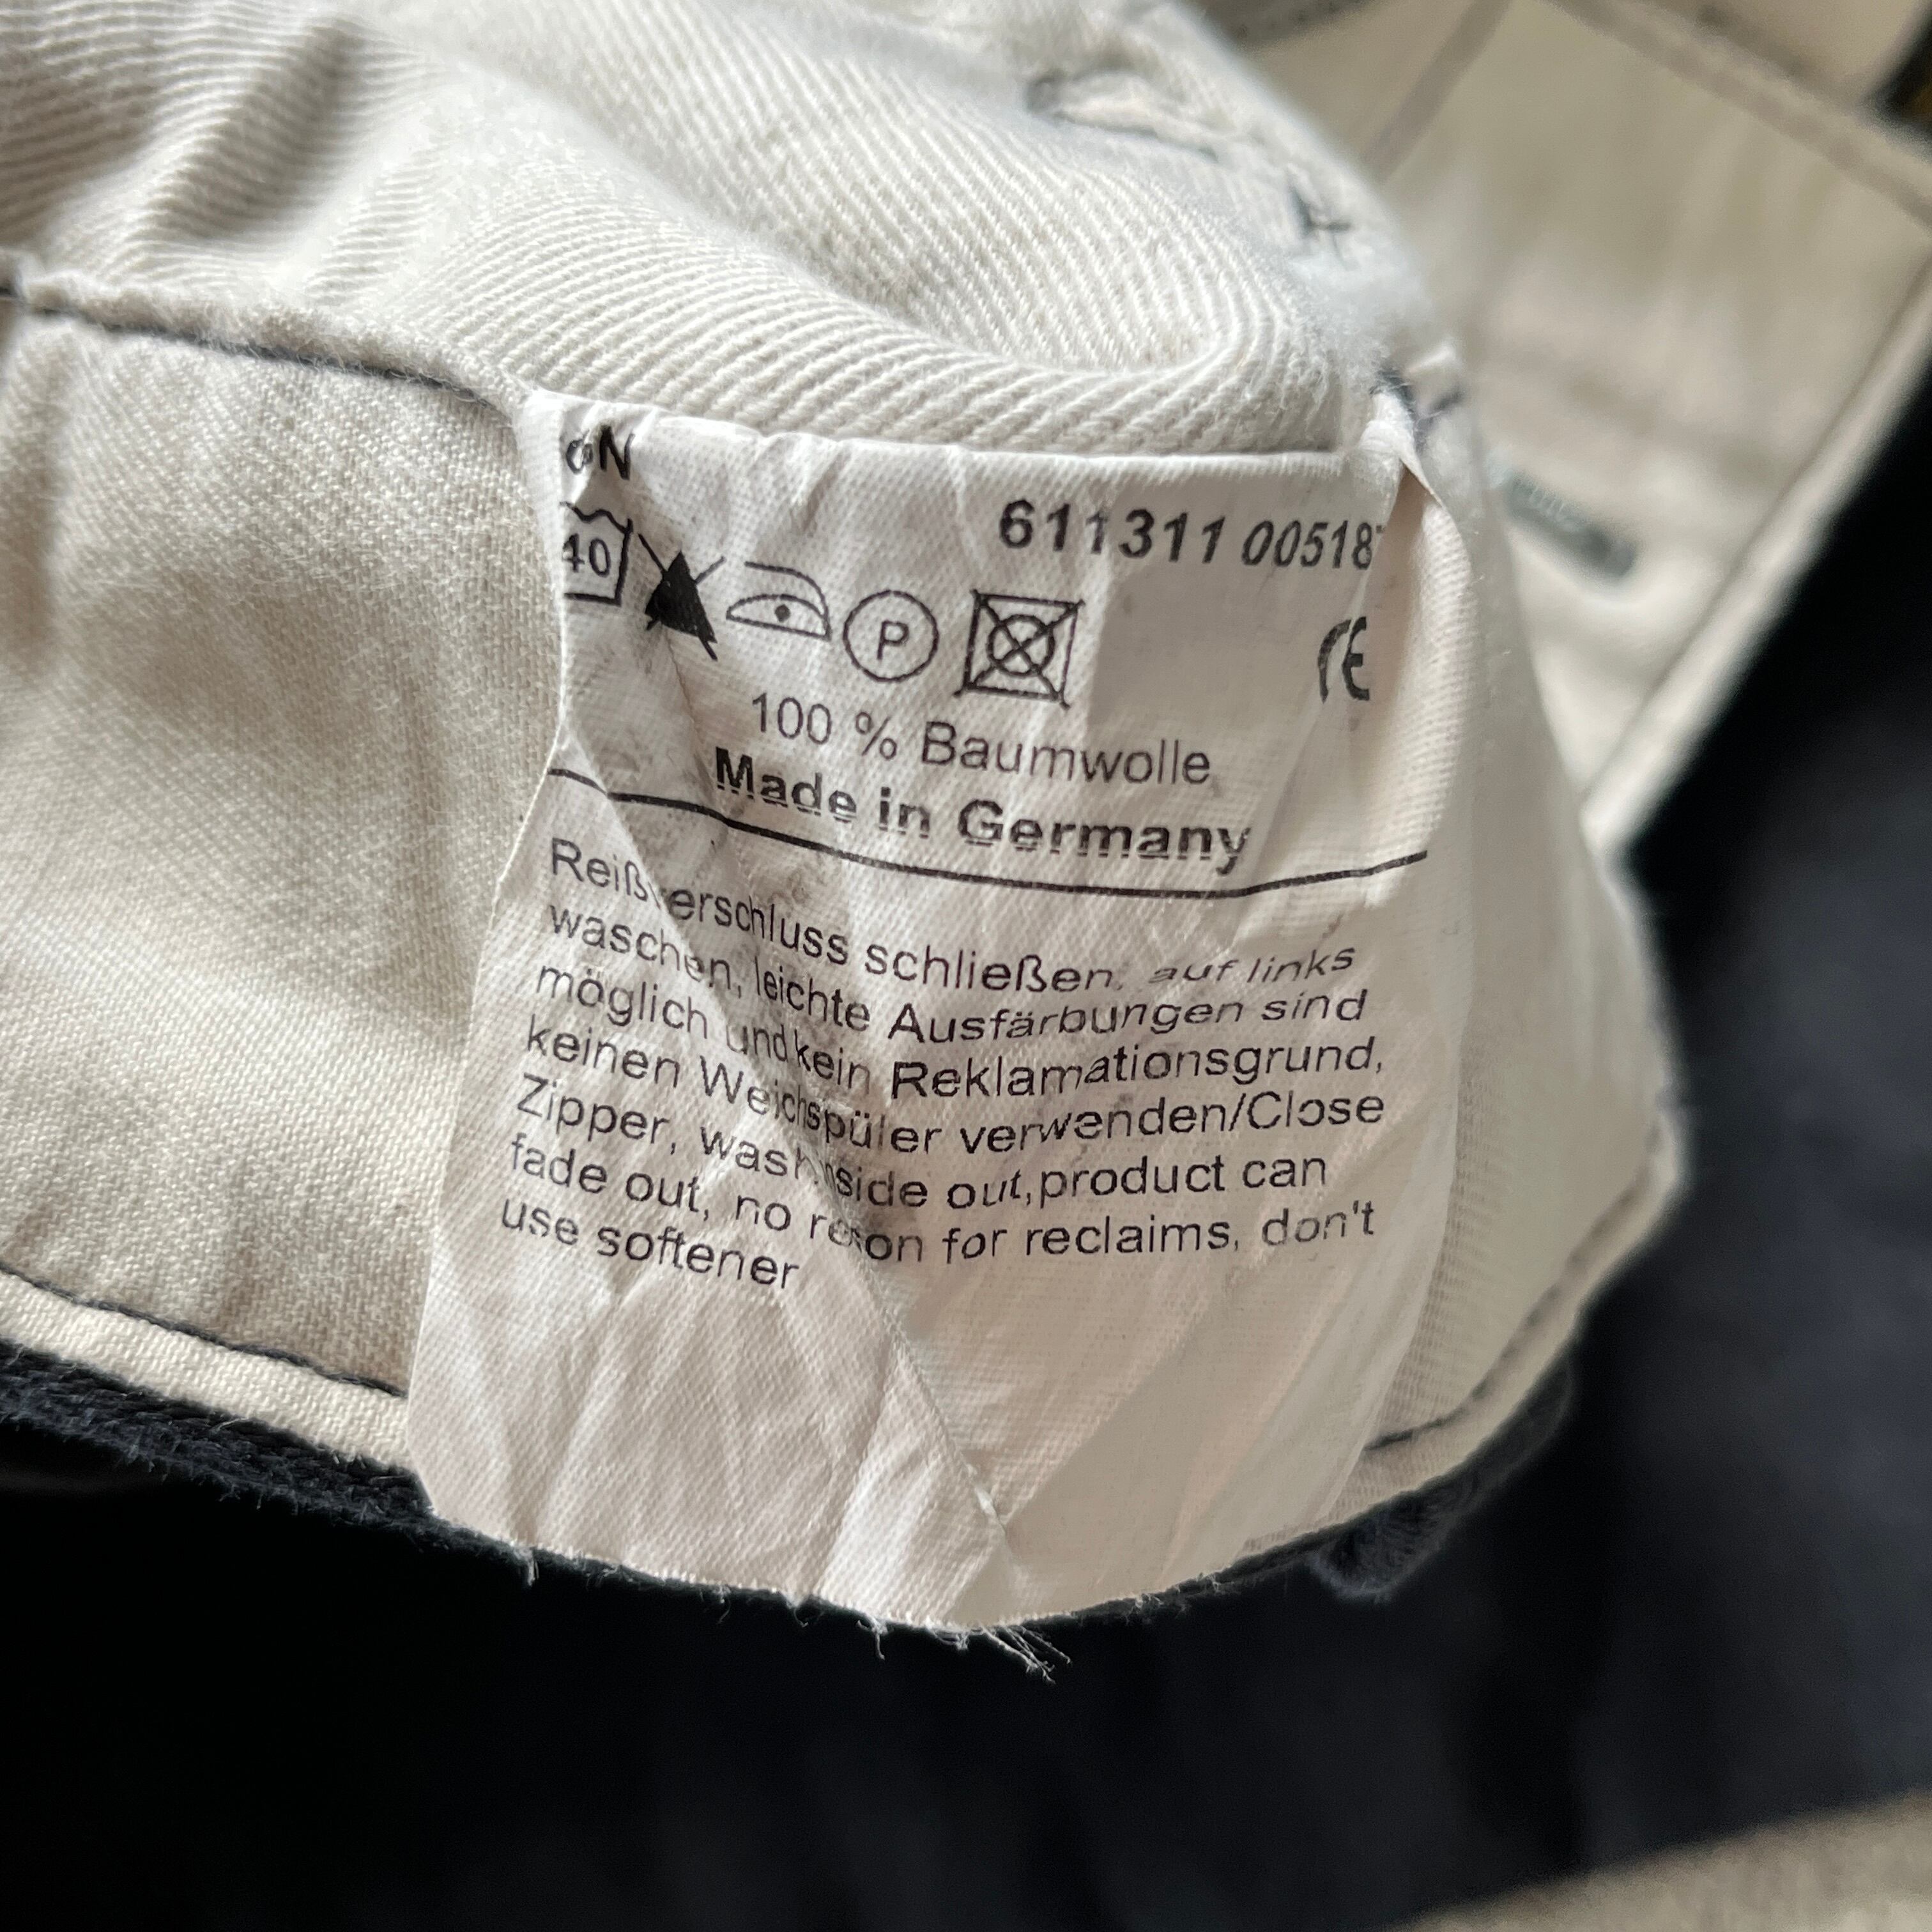 611311 00518
40
P
CE
100 % Baumwolle
Made in Germany
Reißverschluss schließen, auf links
waschen, leichte Ausfärbungen sind
möglich und kein Reklamationsgrund,
keinen Weichspüler verwenden/Close
Zipper, wash inside out, product can
fade out, no reson for reclaims, don't
use softener